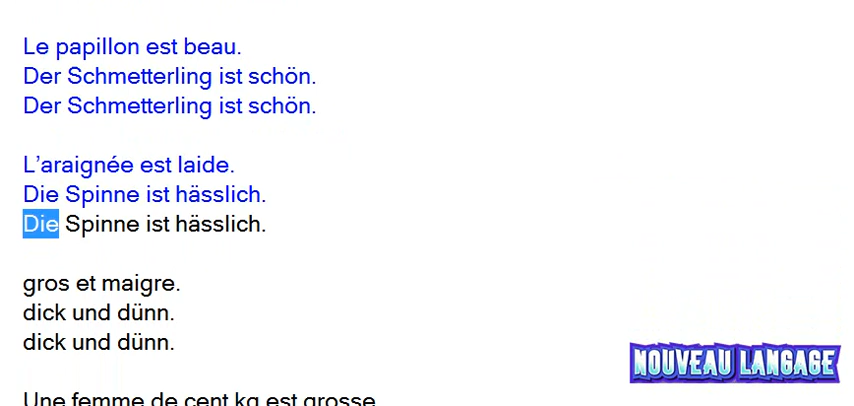 Le papillon est beau.
Der Schmetterling ist schön.
Der Schmetterling ist schön.
L’araignée est laide.
Die Spinne ist hässlich.
Die Spinne ist hässlich.
gros et maigre.
dick und dünn.
dick und dünn.
NOUVEAU LANGAGE
Une femme de cent kg est grosse